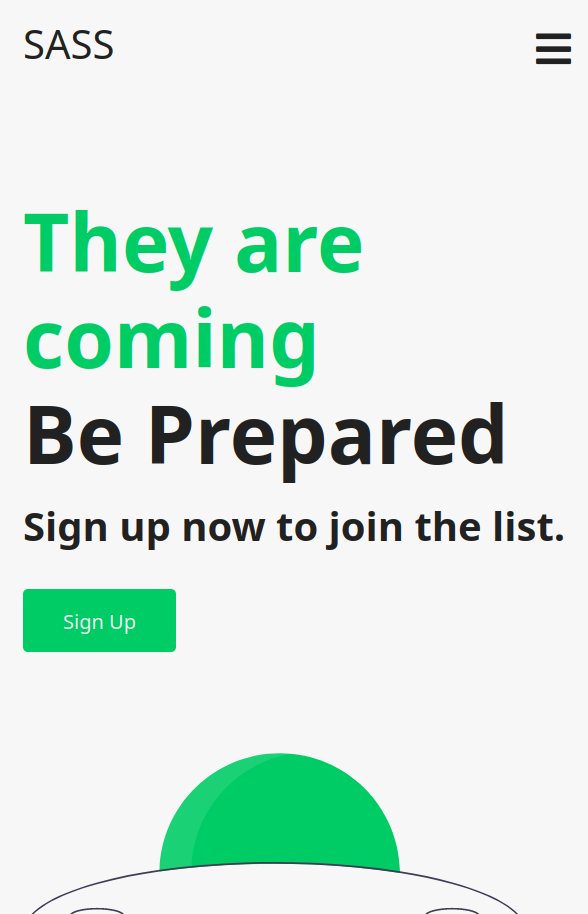 SASS
They are
coming
Be Prepared
Sign up now to join the list.
Sign Up